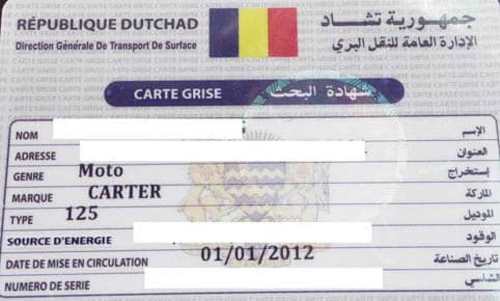 RÉPUBLIQUE DUTCHAD جمهورية تشاد
Direction Générale De Transport De Surface الإدارة العامة للنقل البري
CARTE GRISE شهادة البحث
NOM الإسم
ADRESSE العنوان
GENRE Moto إستخراج
MARQUE CARTER الماركة
TYPE 125 الموديل
SOURCE D'ENERGIE الوقود
DATE DE MISE EN CIRCULATION 01/01/2012 تاريخ الصناعة
NUMERO DE SERIE الشاسي